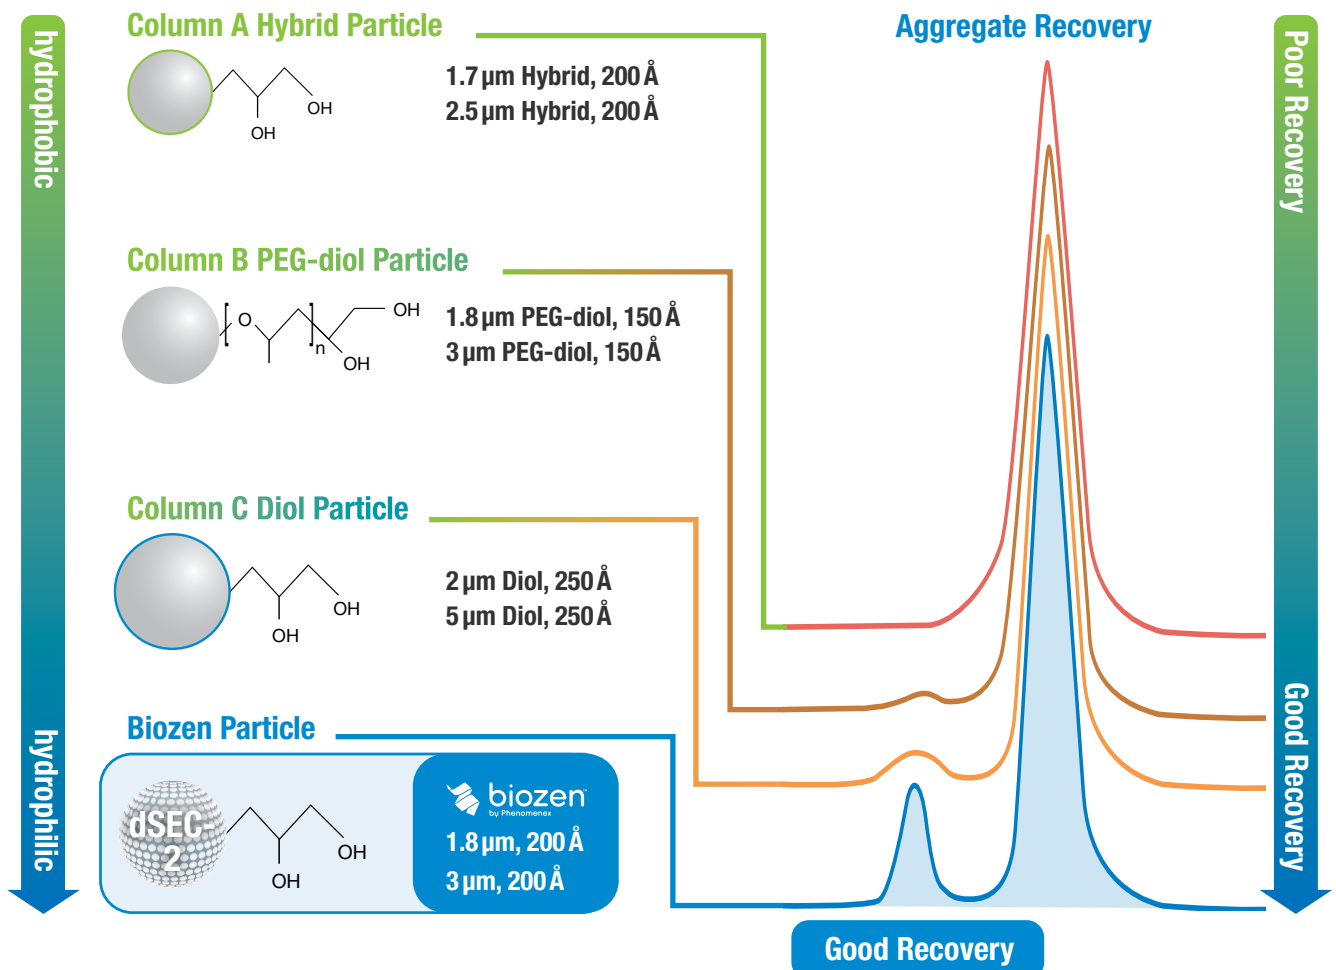 hydrophobic
hydrophilic
Column A Hybrid Particle
OH
OH
1.7 µm Hybrid, 200 Å
2.5 µm Hybrid, 200 Å
Column B PEG-diol Particle
O
n
OH
OH
1.8 µm PEG-diol, 150 Å
3 µm PEG-diol, 150 Å
Column C Diol Particle
OH
OH
2 µm Diol, 250 Å
5 µm Diol, 250 Å
Biozen Particle
dSEC
2
OH
OH
biozen™
by Phenomenex
1.8 µm, 200 Å
3 µm, 200 Å
Aggregate Recovery
Good Recovery
Poor Recovery
Good Recovery